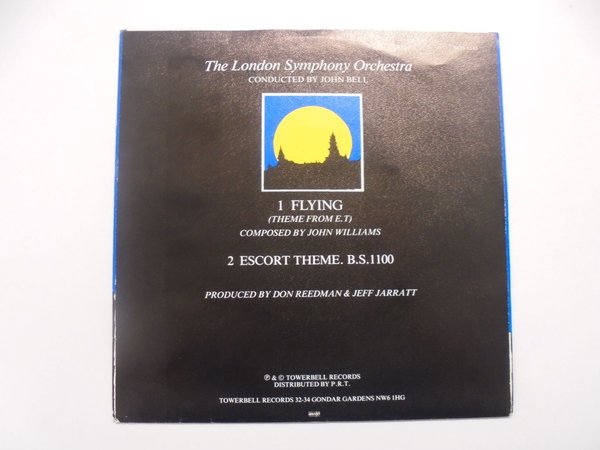 The London Symphony Orchestra
CONDUCTED BY JOHN BELL
1 FLYING
(THEME FROM E.T)
COMPOSED BY JOHN WILLIAMS
2 ESCORT THEME. B.S.1100
PRODUCED BY DON REEDMAN & JEFF JARRATT
℗ & © TOWERBELL RECORDS
DISTRIBUTED BY P.R.T.
TOWERBELL RECORDS 32-34 GONDAR GARDENS NW6 1HG